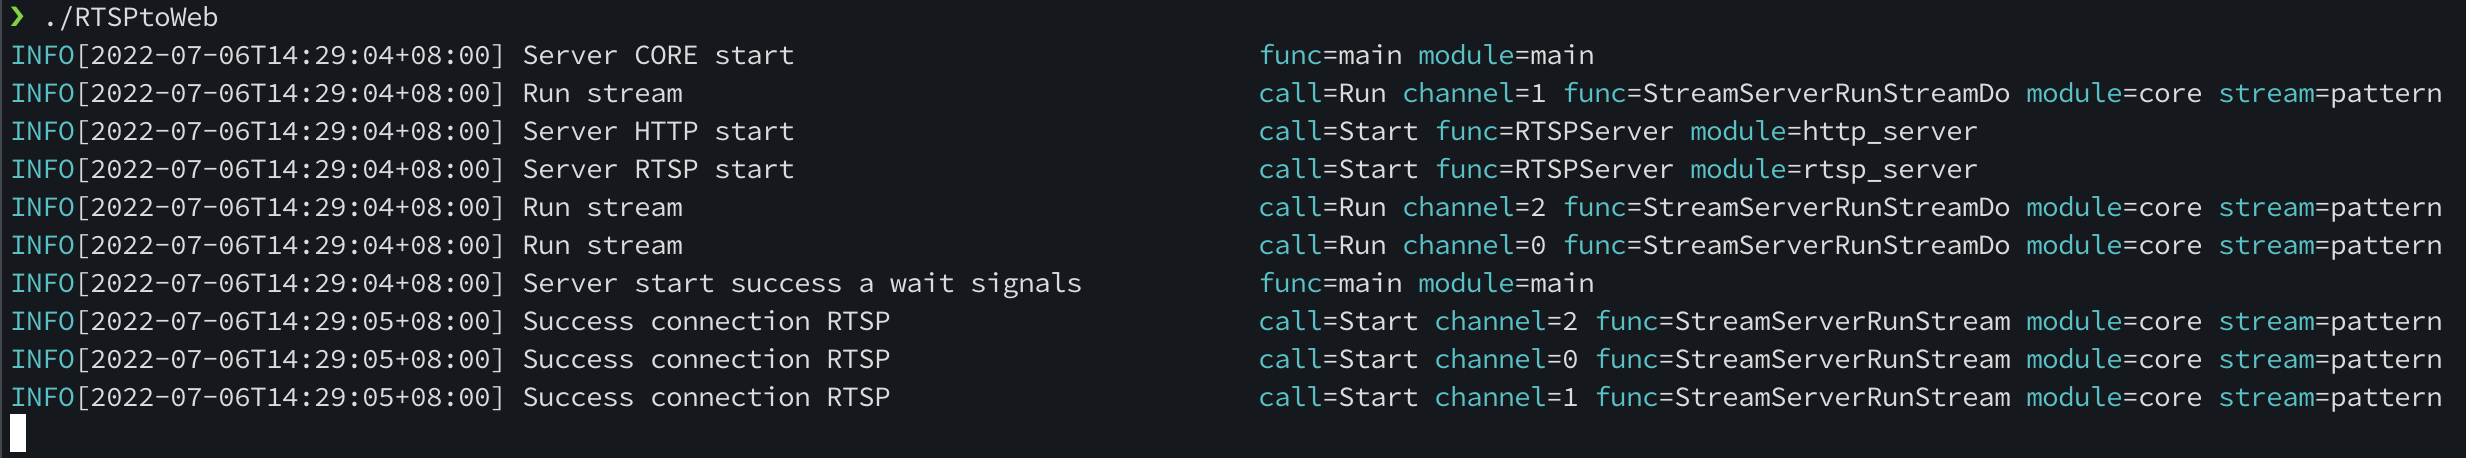 ❯ ./RTSPtoWeb
INFO[2022-07-06T14:29:04+08:00] Server CORE start                             func=main module=main
INFO[2022-07-06T14:29:04+08:00] Run stream                                    call=Run channel=1 func=StreamServerRunStreamDo module=core stream=pattern
INFO[2022-07-06T14:29:04+08:00] Server HTTP start                             call=Start func=RTSPServer module=http_server
INFO[2022-07-06T14:29:04+08:00] Server RTSP start                             call=Start func=RTSPServer module=rtsp_server
INFO[2022-07-06T14:29:04+08:00] Run stream                                    call=Run channel=2 func=StreamServerRunStreamDo module=core stream=pattern
INFO[2022-07-06T14:29:04+08:00] Run stream                                    call=Run channel=0 func=StreamServerRunStreamDo module=core stream=pattern
INFO[2022-07-06T14:29:04+08:00] Server start success a wait signals           func=main module=main
INFO[2022-07-06T14:29:05+08:00] Success connection RTSP                       call=Start channel=2 func=StreamServerRunStream module=core stream=pattern
INFO[2022-07-06T14:29:05+08:00] Success connection RTSP                       call=Start channel=0 func=StreamServerRunStream module=core stream=pattern
INFO[2022-07-06T14:29:05+08:00] Success connection RTSP                       call=Start channel=1 func=StreamServerRunStream module=core stream=pattern